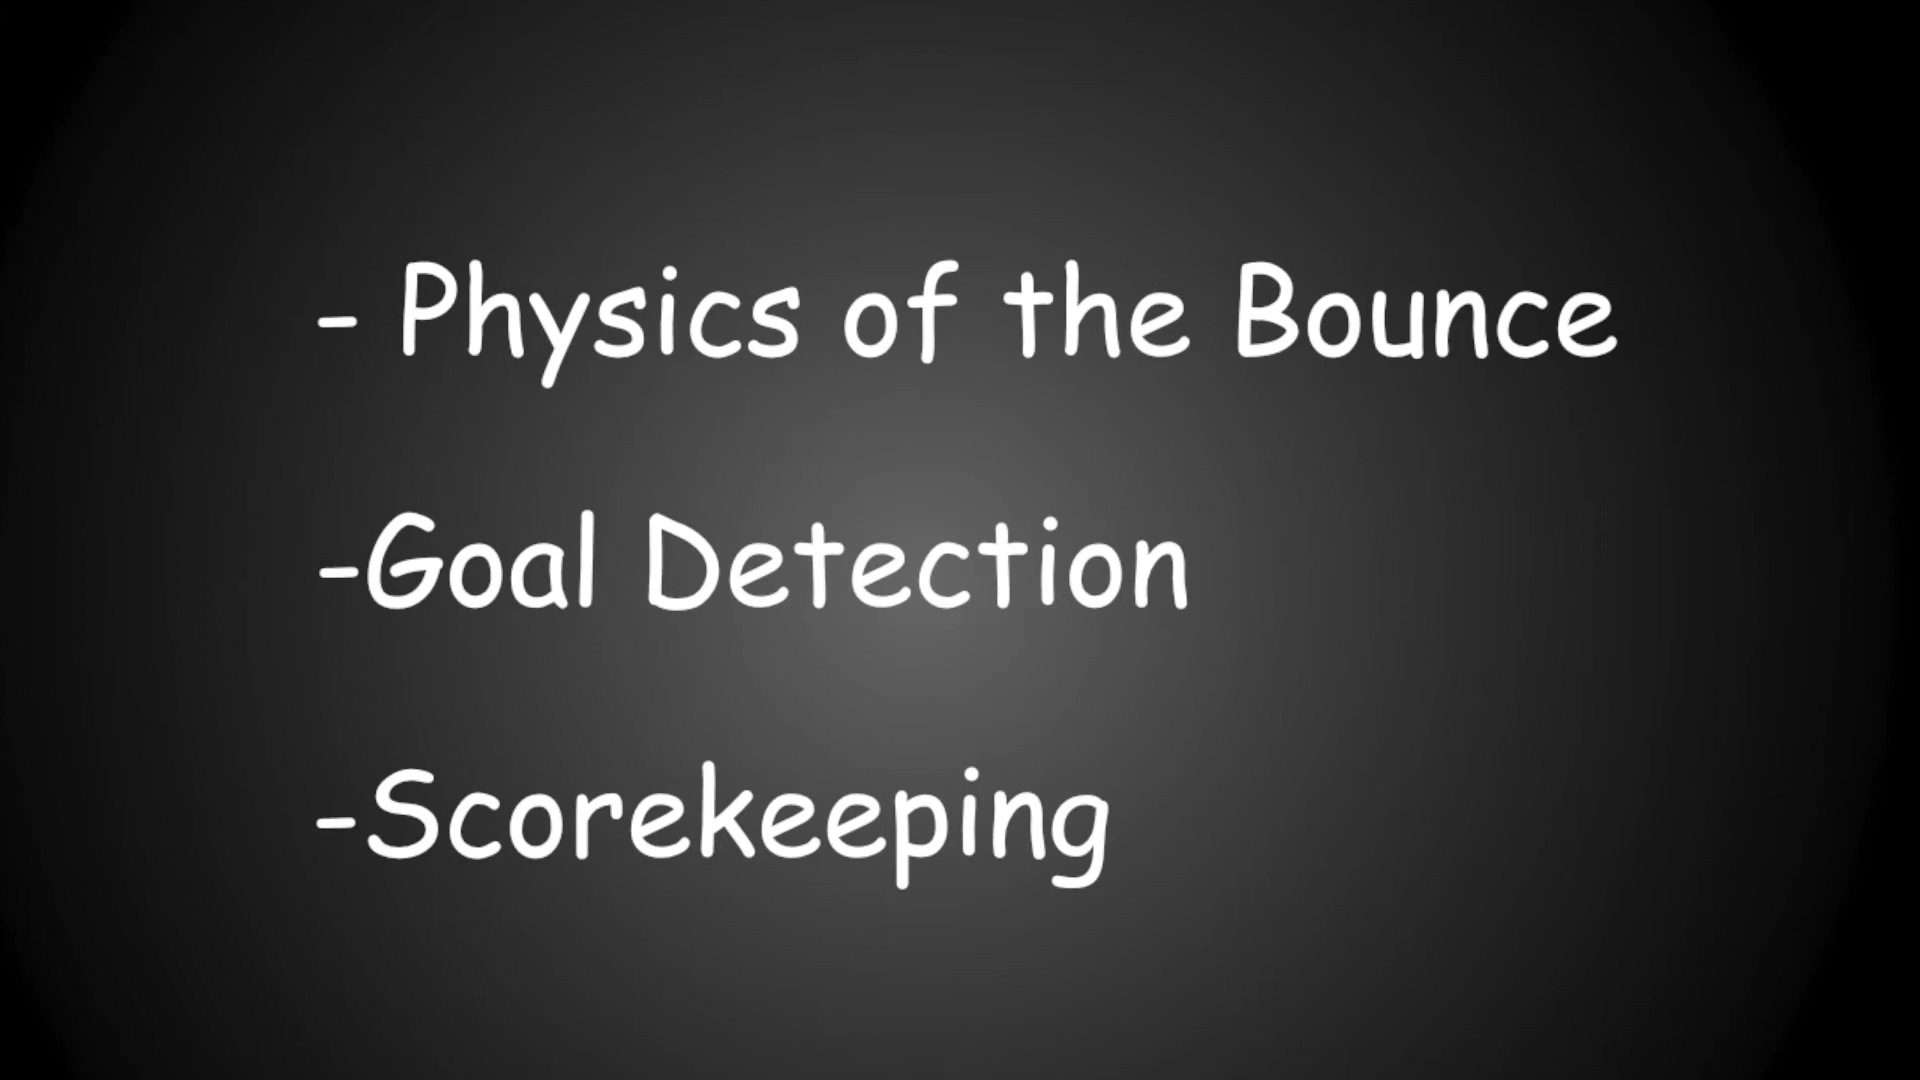 - Physics of the Bounce
-Goal Detection
-Scorekeeping